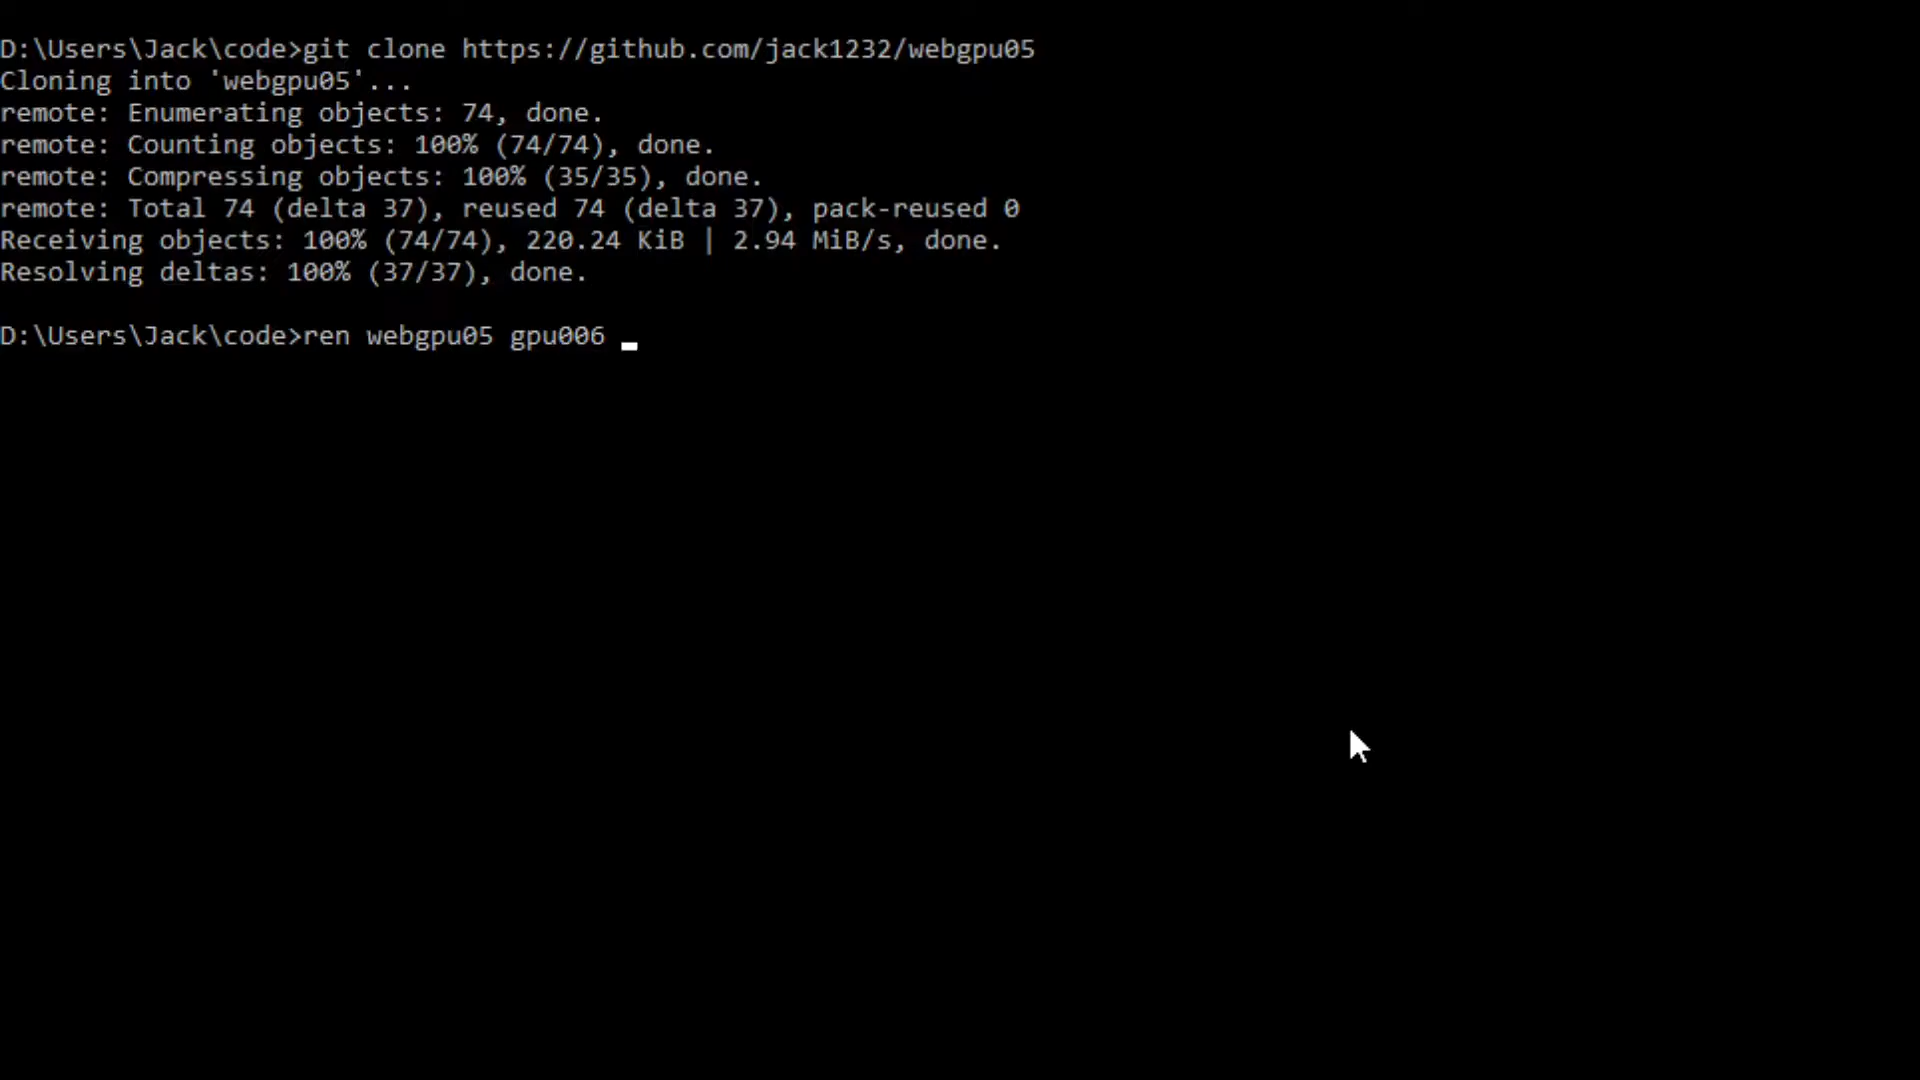 D:\Users\Jack\code>git clone https://github.com/jack1232/webgpu05
Cloning into 'webgpu05'...
remote: Enumerating objects: 74, done.
remote: Counting objects: 100% (74/74), done.
remote: Compressing objects: 100% (35/35), done.
remote: Total 74 (delta 37), reused 74 (delta 37), pack-reused 0
Receiving objects: 100% (74/74), 220.24 KiB | 2.94 MiB/s, done.
Resolving deltas: 100% (37/37), done.
D:\Users\Jack\code>ren webgpu05 gpu006